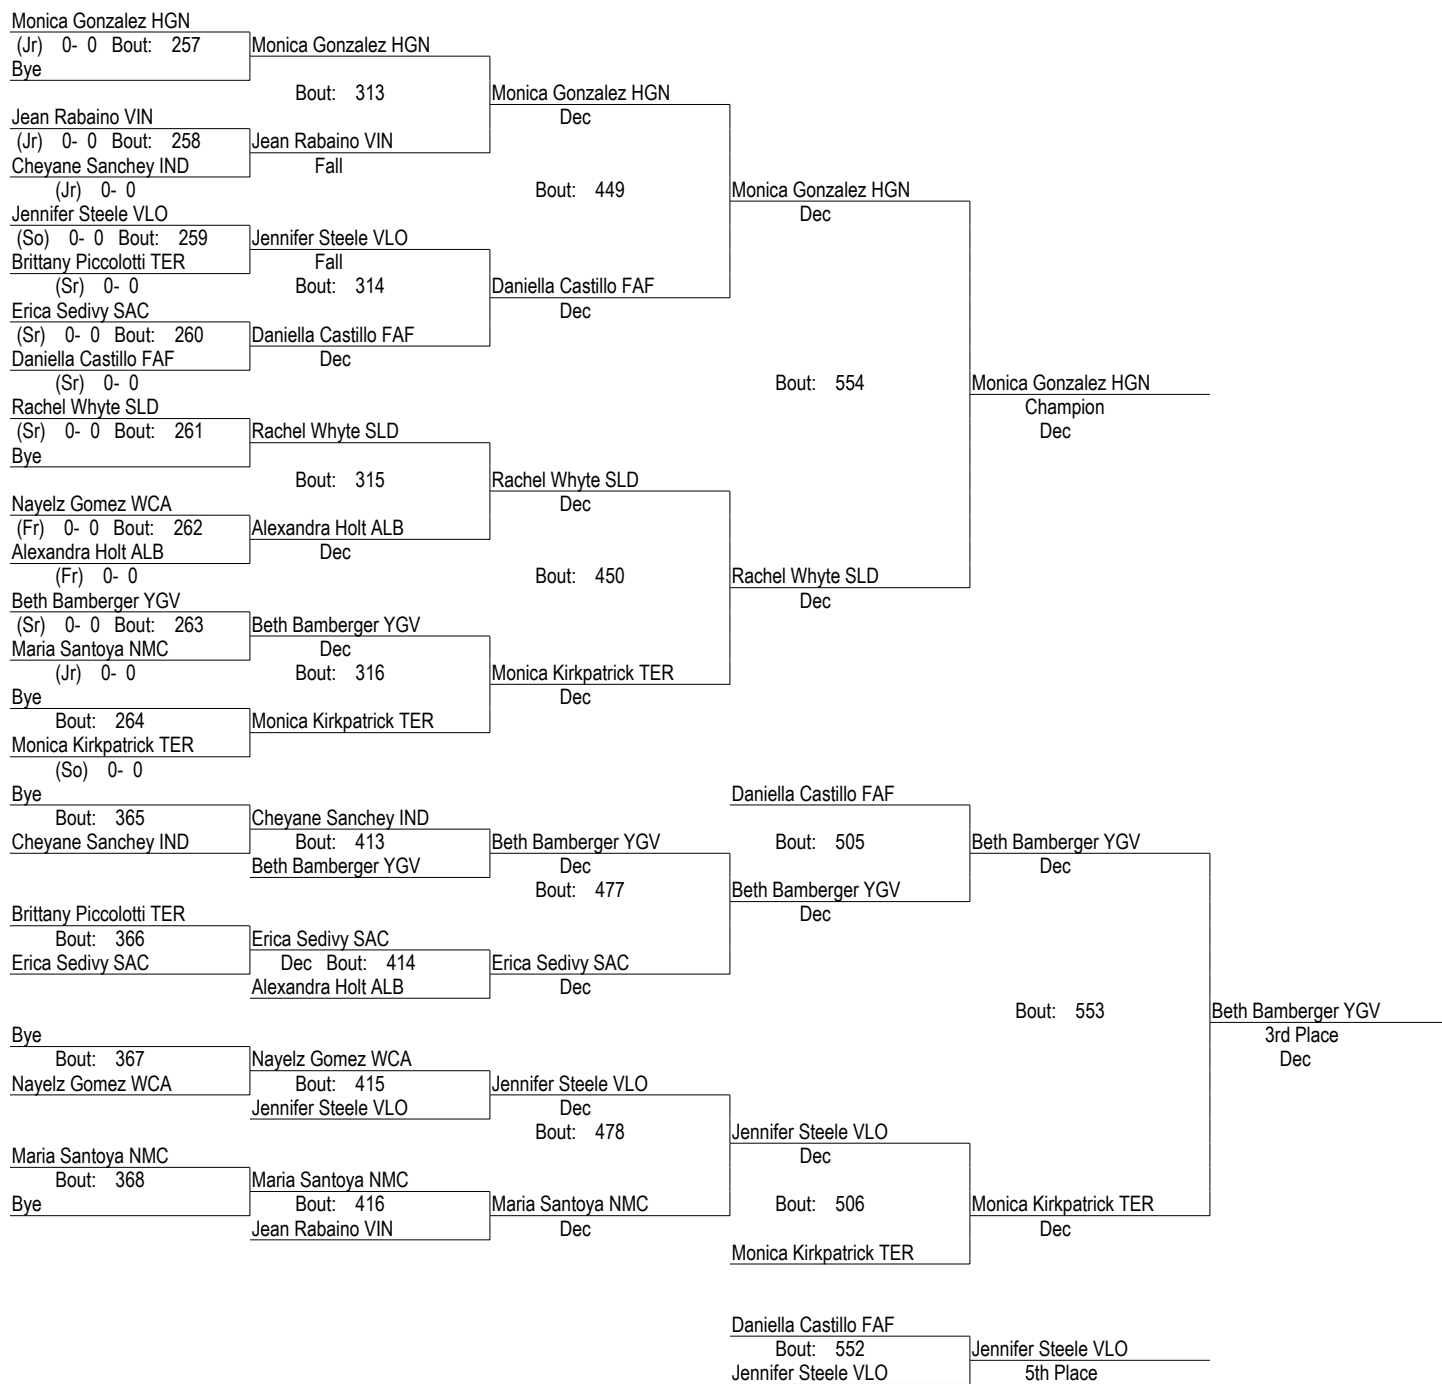 Monica Gonzalez HGN
(Jr) 0- 0 Bout: 257 Monica Gonzalez HGN
Bye
Bout: 313 Monica Gonzalez HGN
Jean Rabaino VIN Dec
(Jr) 0- 0 Bout: 258 Jean Rabaino VIN
Cheyane Sanchey IND Fall
(Jr) 0- 0 Bout: 449 Monica Gonzalez HGN
Jennifer Steele VLO Dec
(So) 0- 0 Bout: 259 Jennifer Steele VLO
Brittany Piccolotti TER Fall
(Sr) 0- 0 Bout: 314 Daniella Castillo FAF
Erica Sedivy SAC Dec
(Sr) 0- 0 Bout: 260 Daniella Castillo FAF
Daniella Castillo FAF Dec
(Sr) 0- 0 Bout: 554 Monica Gonzalez HGN
Rachel Whyte SLD Champion
(Sr) 0- 0 Bout: 261 Rachel Whyte SLD Dec
Bye
Bout: 315 Rachel Whyte SLD
Nayelz Gomez WCA Dec
(Fr) 0- 0 Bout: 262 Alexandra Holt ALB
Alexandra Holt ALB Dec
(Fr) 0- 0 Bout: 450 Rachel Whyte SLD
Beth Bamberger YGV Dec
(Sr) 0- 0 Bout: 263 Beth Bamberger YGV
Maria Santoya NMC Dec
(Jr) 0- 0 Bout: 316 Monica Kirkpatrick TER
Bye Dec
Bout: 264 Monica Kirkpatrick TER
Monica Kirkpatrick TER
(So) 0- 0
Bye Daniella Castillo FAF
Bout: 365 Cheyane Sanchey IND
Cheyane Sanchey IND Bout: 413 Beth Bamberger YGV Bout: 505 Beth Bamberger YGV
Beth Bamberger YGV Dec Dec
Bout: 477 Beth Bamberger YGV
Brittany Piccolotti TER Dec
Bout: 366 Erica Sedivy SAC
Erica Sedivy SAC Dec Bout: 414 Erica Sedivy SAC
Alexandra Holt ALB Dec
Bout: 553 Beth Bamberger YGV
Bye 3rd Place
Bout: 367 Nayelz Gomez WCA Dec
Nayelz Gomez WCA Bout: 415 Jennifer Steele VLO
Jennifer Steele VLO Dec
Bout: 478 Jennifer Steele VLO
Maria Santoya NMC Dec
Bout: 368 Maria Santoya NMC
Bye Bout: 416 Maria Santoya NMC Bout: 506 Monica Kirkpatrick TER
Jean Rabaino VIN Dec Dec
Monica Kirkpatrick TER
Daniella Castillo FAF
Bout: 552 Jennifer Steele VLO
Jennifer Steele VLO 5th Place